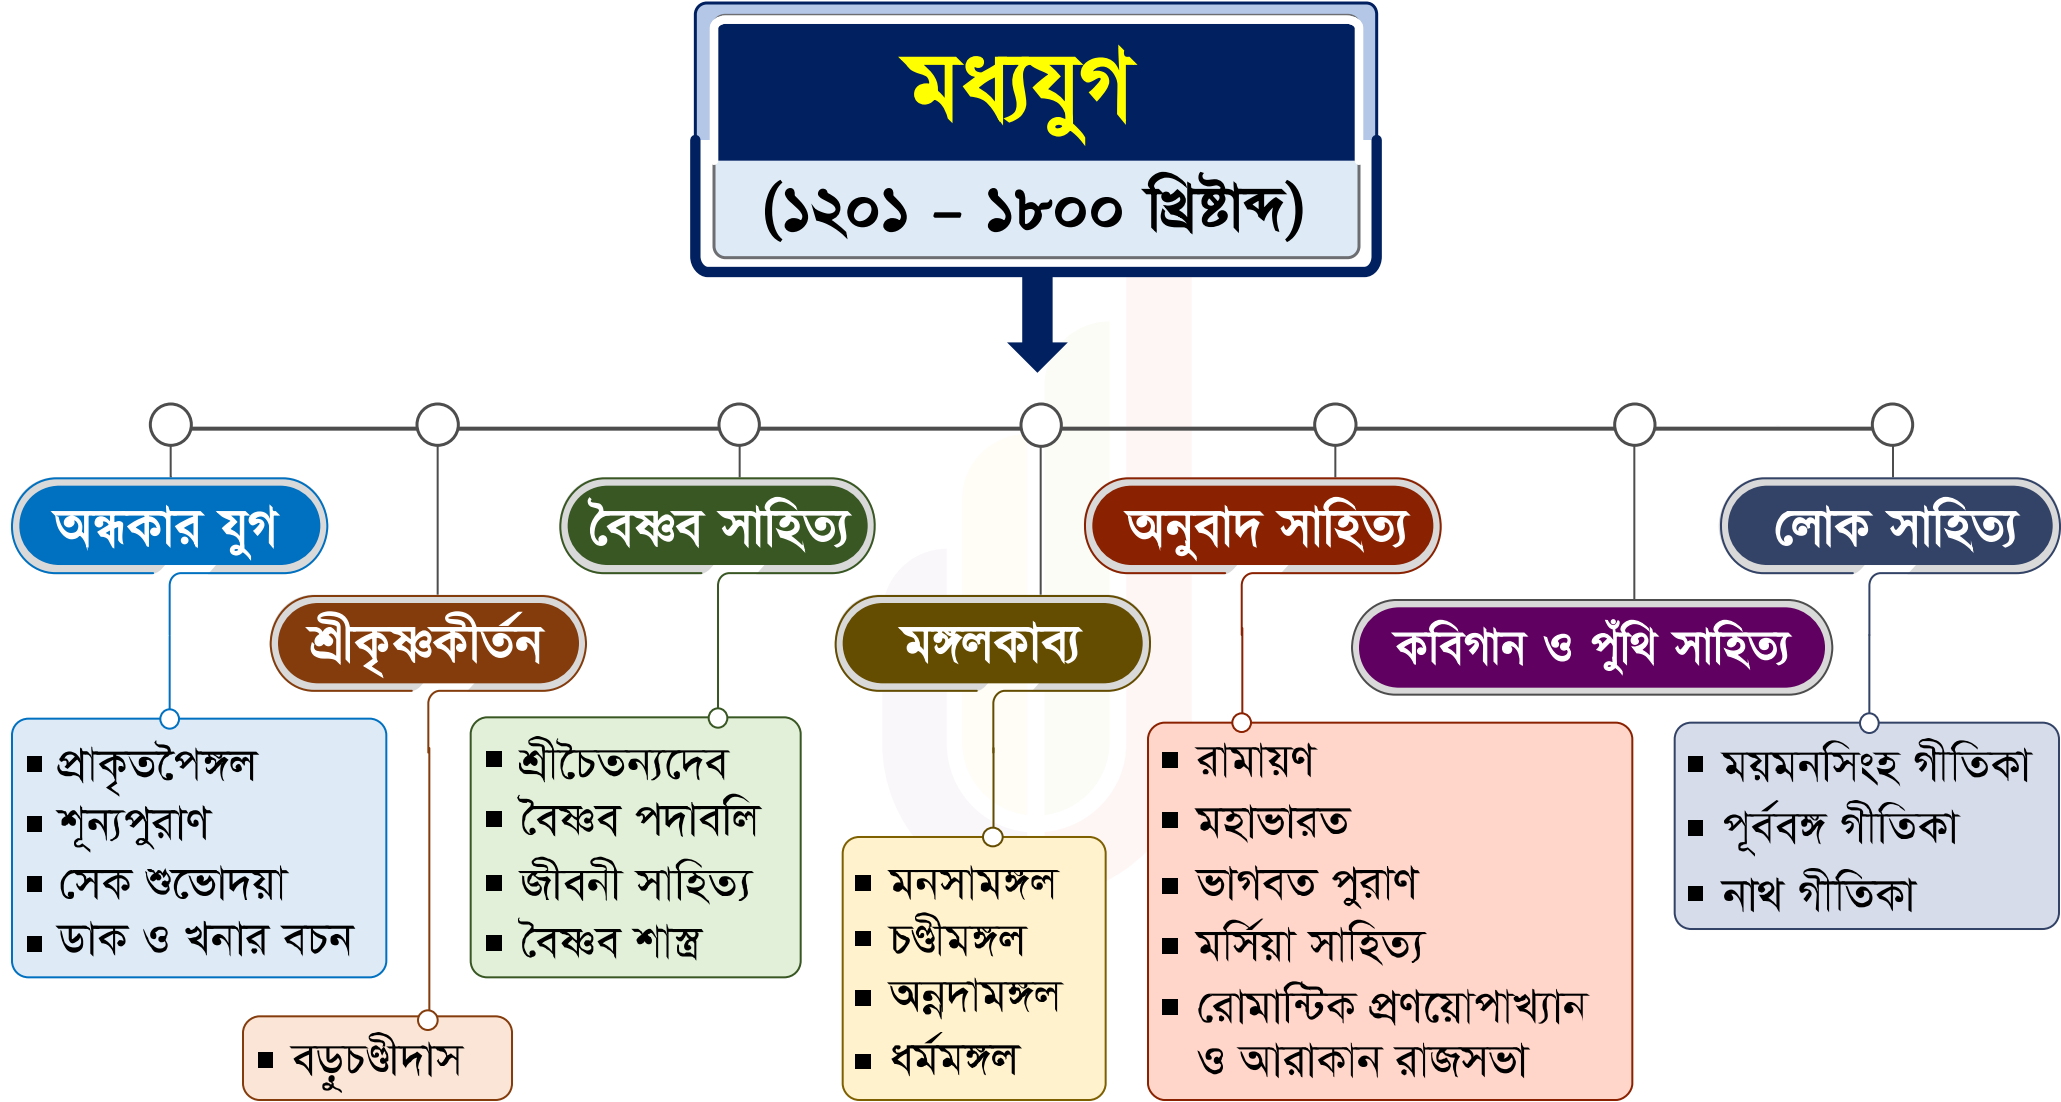 মধ্যযুগ
(১২০১ – ১৮০০ খ্রিষ্টাব্দ)
অন্ধকার যুগ
▪ প্রাকৃতপৈঙ্গল
▪ শূন্যপুরাণ
▪ সেক শুভোদয়া
▪ ডাক ও খনার বচন
শ্রীকৃষ্ণকীর্তন
▪ বড়ুচণ্ডীদাস
বৈষ্ণব সাহিত্য
▪ শ্রীচৈতন্যদেব
▪ বৈষ্ণব পদাবলি
▪ জীবনী সাহিত্য
▪ বৈষ্ণব শাস্ত্র
মঙ্গলকাব্য
▪ মনসামঙ্গল
▪ চণ্ডীমঙ্গল
▪ অন্নদামঙ্গল
▪ ধর্মমঙ্গল
অনুবাদ সাহিত্য
▪ রামায়ণ
▪ মহাভারত
▪ ভাগবত পুরাণ
▪ মর্সিয়া সাহিত্য
▪ রোমান্টিক প্রণয়োপাখ্যান
ও আরাকান রাজসভা
কবিগান ও পুঁথি সাহিত্য
লোক সাহিত্য
▪ ময়মনসিংহ গীতিকা
▪ পূর্ববঙ্গ গীতিকা
▪ নাথ গীতিকা